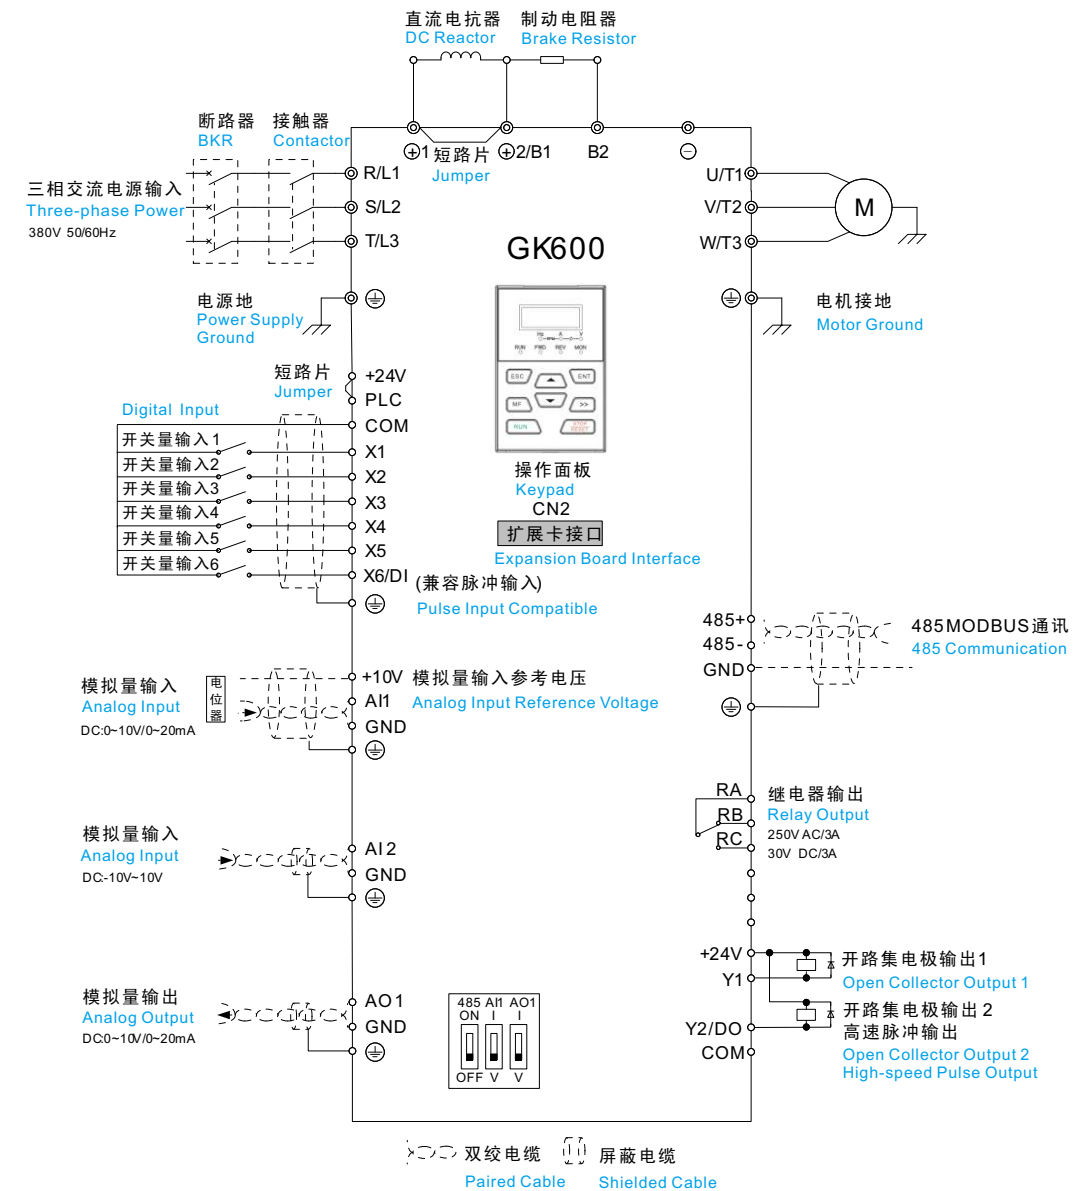 直流电抗器
DC Reactor
制动电阻器
Brake Resistor
断路器
BKR
接触器
Contactor
⊕1
短路片
Jumper
⊕2/B1
B2
⊖
三相交流电源输入
Three-phase Power
380V 50/60Hz
R/L1
S/L2
T/L3
U/T1
V/T2
W/T3
M
GK600
电源地
Power Supply
Ground
电机接地
Motor Ground
Hz A V
RUN FWD REV MON
ESC
ENT
MF
>>
RUN
STOP
RESET
操作面板
Keypad
CN2
扩展卡接口
Expansion Board Interface
短路片
Jumper
+24V
PLC
COM
Digital Input
开关量输入1
X1
开关量输入2
X2
开关量输入3
X3
开关量输入4
X4
开关量输入5
X5
开关量输入6
X6/DI
(兼容脉冲输入)
Pulse Input Compatible
485+
485-
GND
485MODBUS通讯
485 Communication
模拟量输入
Analog Input
DC:0~10V/0~20mA
电位器
+10V
模拟量输入参考电压
Analog Input Reference Voltage
AI1
GND
RA
RB
RC
继电器输出
Relay Output
250V AC/3A
30V DC/3A
模拟量输入
Analog Input
DC:-10V~10V
AI2
GND
+24V
Y1
开路集电极输出1
Open Collector Output 1
Y2/DO
COM
开路集电极输出2
高速脉冲输出
Open Collector Output 2
High-speed Pulse Output
模拟量输出
Analog Output
DC:0~10V/0~20mA
AO1
GND
485 AI1 AO1
ON I I
OFF V V
双绞电缆
Paired Cable
屏蔽电缆
Shielded Cable